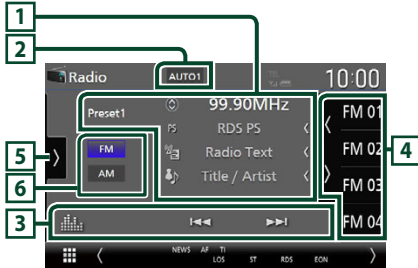 1
2
Radio AUTO1 10:00
Preset1 99.90MHz FM 01
PS RDS PS
5 FM Radio Text FM 02 4
6 AM Title / Artist FM 03
3 FM 04
NEWS AF TI
LOS ST RDS EON